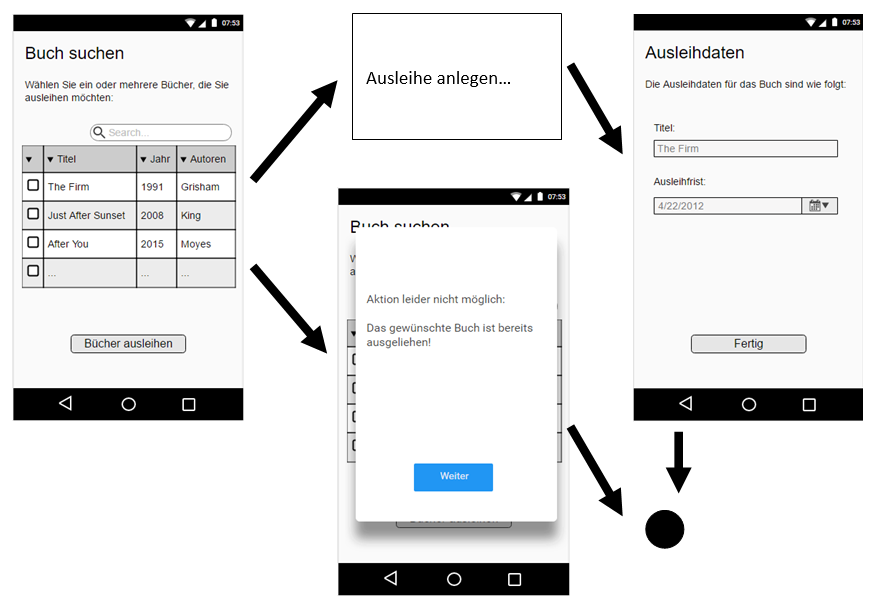 07:53
Buch suchen
Wählen Sie ein oder mehrere Bücher, die Sie
ausleihen möchten:
Search...
Titel Jahr Autoren
The Firm 1991 Grisham
Just After Sunset 2008 King
After You 2015 Moyes
... ... ...
Bücher ausleihen
Ausleihe anlegen...
07:53
Buch suchen
W
a
Aktion leider nicht möglich:
Das gewünschte Buch ist bereits
ausgeliehen!
Weiter
Bücher ausleihen
07:53
Ausleihdaten
Die Ausleihdaten für das Buch sind wie folgt:
Titel:
The Firm
Ausleihfrist:
4/22/2012
Fertig